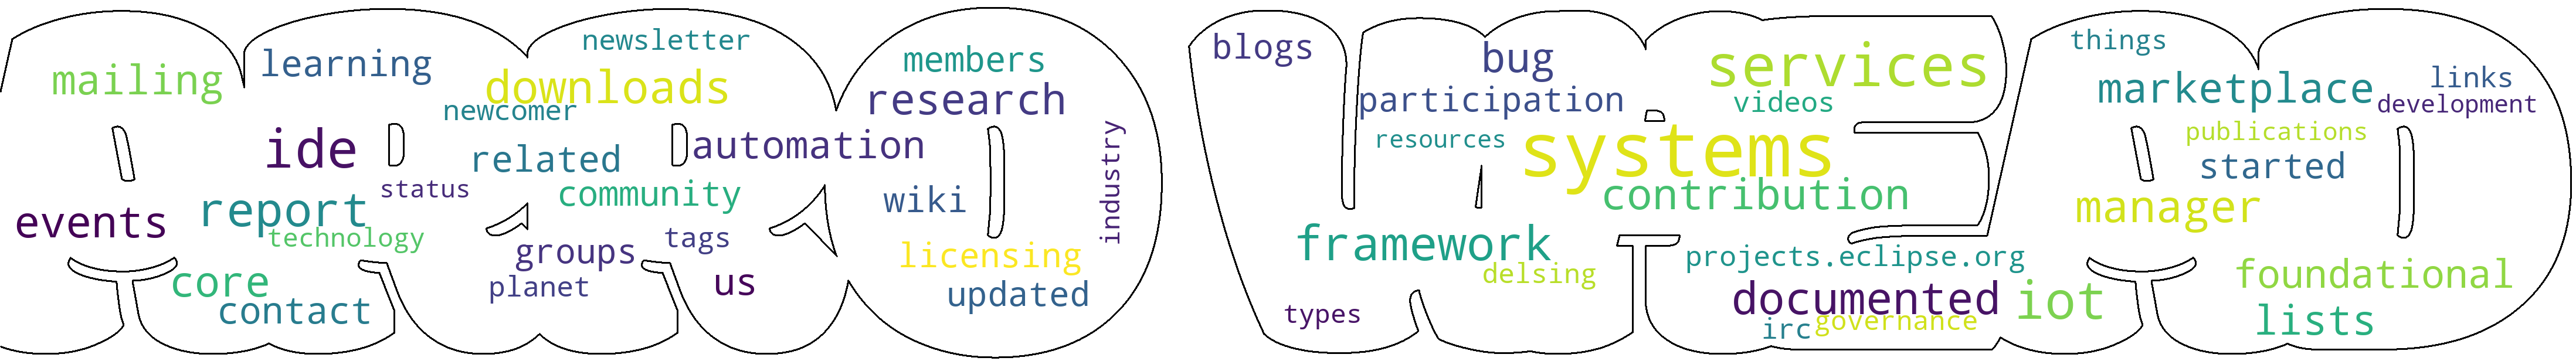 mailing
learning
newsletter
downloads
newcomer
members
research
ide
related
automation
industry
status
community
wiki
events
report
technology
groups
tags
licensing
core
contact
planet
us
updated
blogs
bug
services
participation
videos
resources
systems
contribution
framework
delsing
projects.eclipse.org
types
documented
irc
governance
iot
things
marketplace
links
development
publications
started
manager
foundational
lists